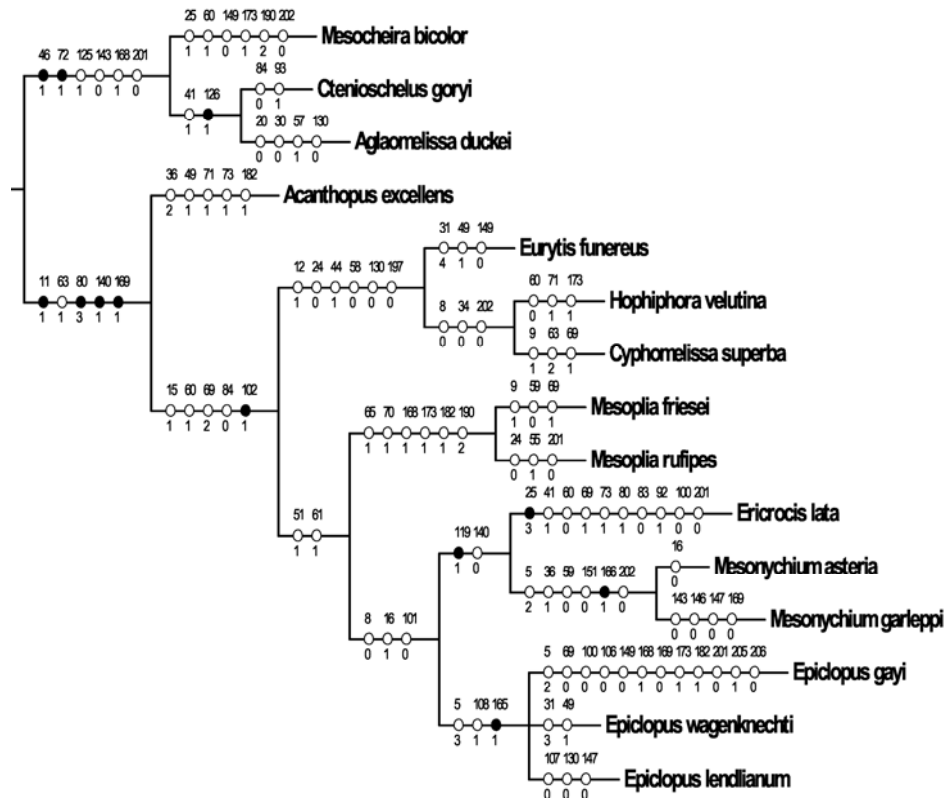 25 60 149 173 190 202
Mesocheira bicolor
1 1 0 1 2 0
46 72 125 143 168 201
1 1 1 0 1 0
84 93
Ctenioschelus goryi
0 1
41 126
1 1
20 30 57 130
Aglaomelissa duckei
0 0 1 0
36 49 71 73 182
Acanthopus excellens
2 1 1 1 1
31 49 149
Eurytis funereus
4 1 0
12 24 44 58 130 197
1 0 1 0 0 0
60 71 173
Hophiphora velutina
0 1 1
11 63 80 140 169
1 1 3 1 1
8 34 202
0 0 0
9 63 69
Cyphomelissa superba
1 2 1
15 60 69 84 102
1 1 2 0 1
9 59 69
Mesoplia friesei
1 0 1
65 70 168 173 182 190
1 1 1 1 1 2
24 55 201
Mesoplia rufipes
0 1 0
25 41 60 69 73 80 83 92 100 201
Ericrocis lata
3 1 0 1 1 1 0 1 0 0
51 61
1 1
119 140
1 0
16
Mesonychium asteria
0
5 36 59 151 166 202
2 1 0 0 1 0
143 146 147 169
Mesonychium garleppi
0 0 0 0
8 16 101
0 1 0
5 69 100 106 149 168 169 173 182 201 205 206
Epiclopus gayi
2 0 0 0 0 1 0 1 1 0 1 0
5 108 165
3 1 1
31 49
Epiclopus wagenknechti
3 1
107 130 147
Epiclopus lendlianum
0 0 0